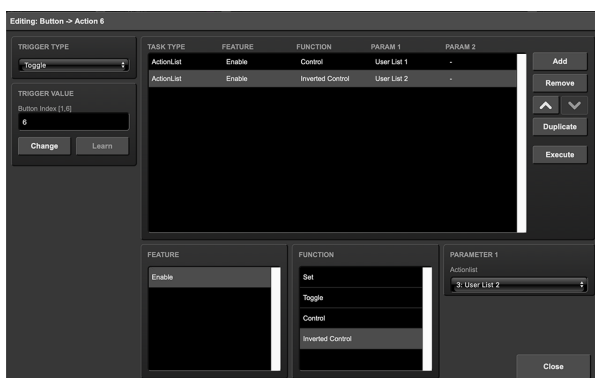 Editing: Button -> Action 6
TRIGGER TYPE
Toggle
TRIGGER VALUE
Button Index [1,6]
6
Change Learn
TASK TYPE FEATURE FUNCTION PARAM 1 PARAM 2
ActionList Enable Control User List 1 -
ActionList Enable Inverted Control User List 2 -
Add
Remove
Duplicate
Execute
FEATURE
Enable
FUNCTION
Set
Toggle
Control
Inverted Control
PARAMETER 1
Actionlist
3: User List 2
Close